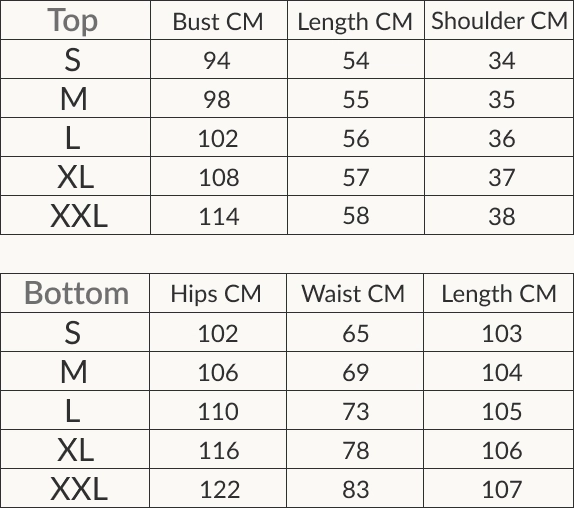 Top Bust CM Length CM Shoulder CM
S 94 54 34
M 98 55 35
L 102 56 36
XL 108 57 37
XXL 114 58 38
Bottom Hips CM Waist CM Length CM
S 102 65 103
M 106 69 104
L 110 73 105
XL 116 78 106
XXL 122 83 107